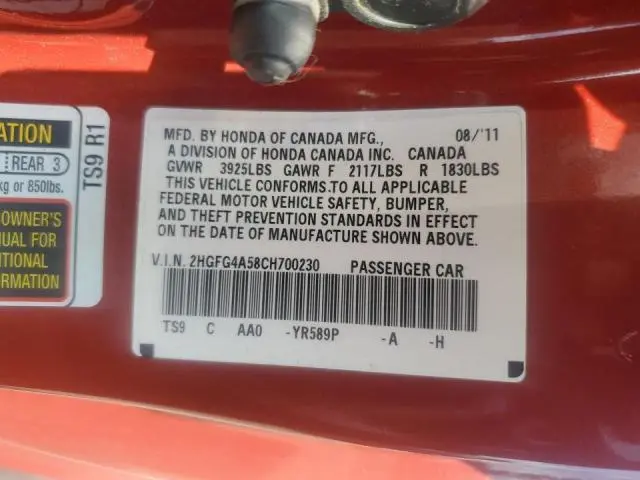 ATION
REAR 3
kg or 850lbs.
OWNER'S
UAL FOR
ITIONAL
FORMATION
TS9 R1
MFD. BY HONDA OF CANADA MFG., 08/'11
A DIVISION OF HONDA CANADA INC. CANADA
GVWR 3925LBS GAWR F 2117LBS R 1830LBS
THIS VEHICLE CONFORMS.TO ALL APPLICABLE
FEDERAL MOTOR VEHICLE SAFETY, BUMPER,
AND THEFT PREVENTION STANDARDS IN EFFECT
ON THE DATE OF MANUFACTURE SHOWN ABOVE.
V.I.N. 2HGFG4A58CH700230 PASSENGER CAR
TS9 C AA0 -YR589P -A -H